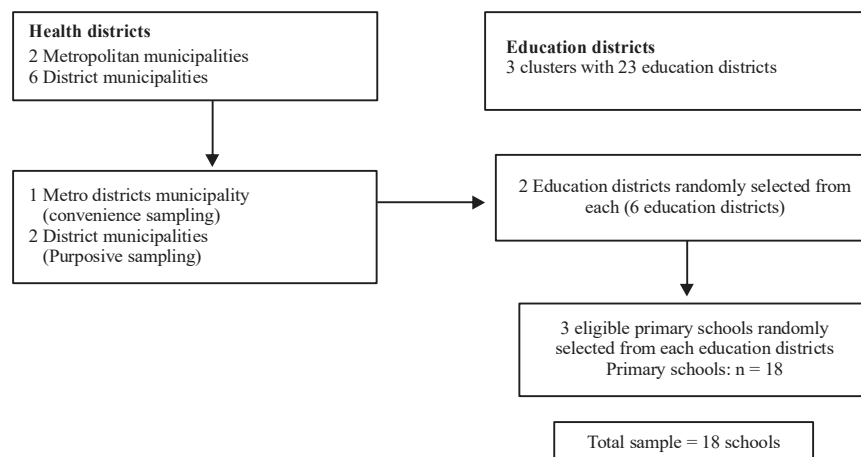 Health districts
2 Metropolitan municipalities
6 District municipalities
Education districts
3 clusters with 23 education districts
1 Metro districts municipality
(convenience sampling)
2 District municipalities
(Purposive sampling)
2 Education districts randomly selected from
each (6 education districts)
3 eligible primary schools randomly
selected from each education districts
Primary schools: n = 18
Total sample = 18 schools